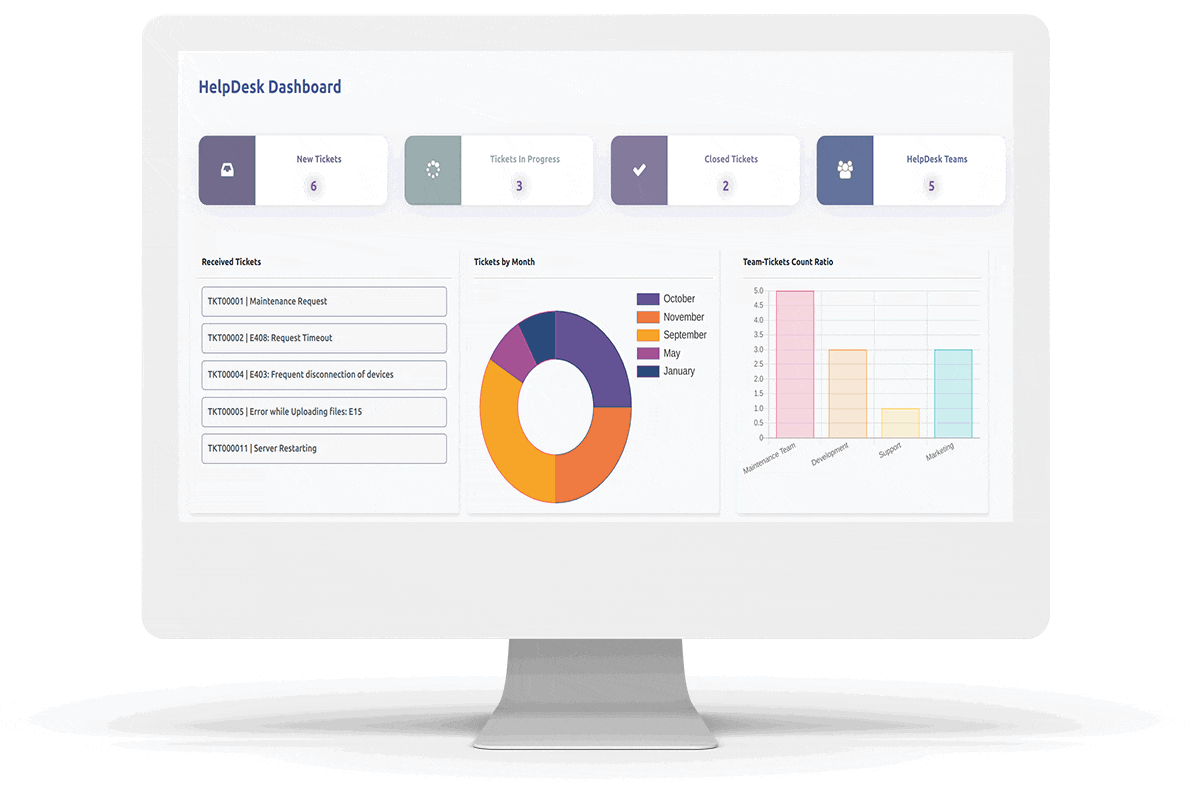 HelpDesk Dashboard
New Tickets
6
Tickets In Progress
3
Closed Tickets
2
HelpDesk Teams
5
Received Tickets
TKT00001 | Maintenance Request
TKT00002 | E408: Request Timeout
TKT00004 | E403: Frequent disconnection of devices
TKT00005 | Error while Uploading files: E15
TKT000011 | Server Restarting
Tickets by Month
October
November
September
May
January
Team-Tickets Count Ratio
5.0
4.5
4.0
3.5
3.0
2.5
2.0
1.5
1.0
0.5
0
Maintenance Team
Development
Support
Marketing